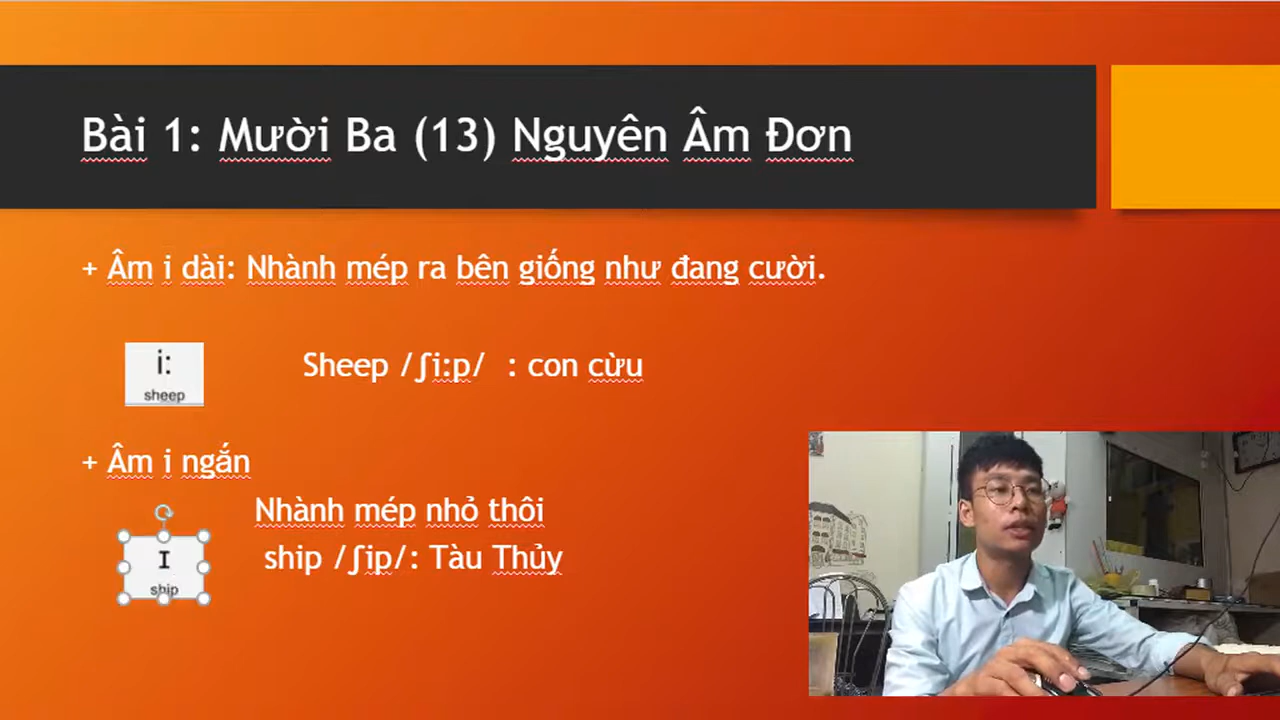 Bài 1: Mười Ba (13) Nguyên Âm Đơn
+ Âm i dài: Nhành mép ra bên giống như đang cười.
i:
sheep
Sheep /ʃi:p/ : con cừu
+ Âm i ngắn
Nhành mép nhỏ thôi
I
ship
ship /ʃip/: Tàu Thủy